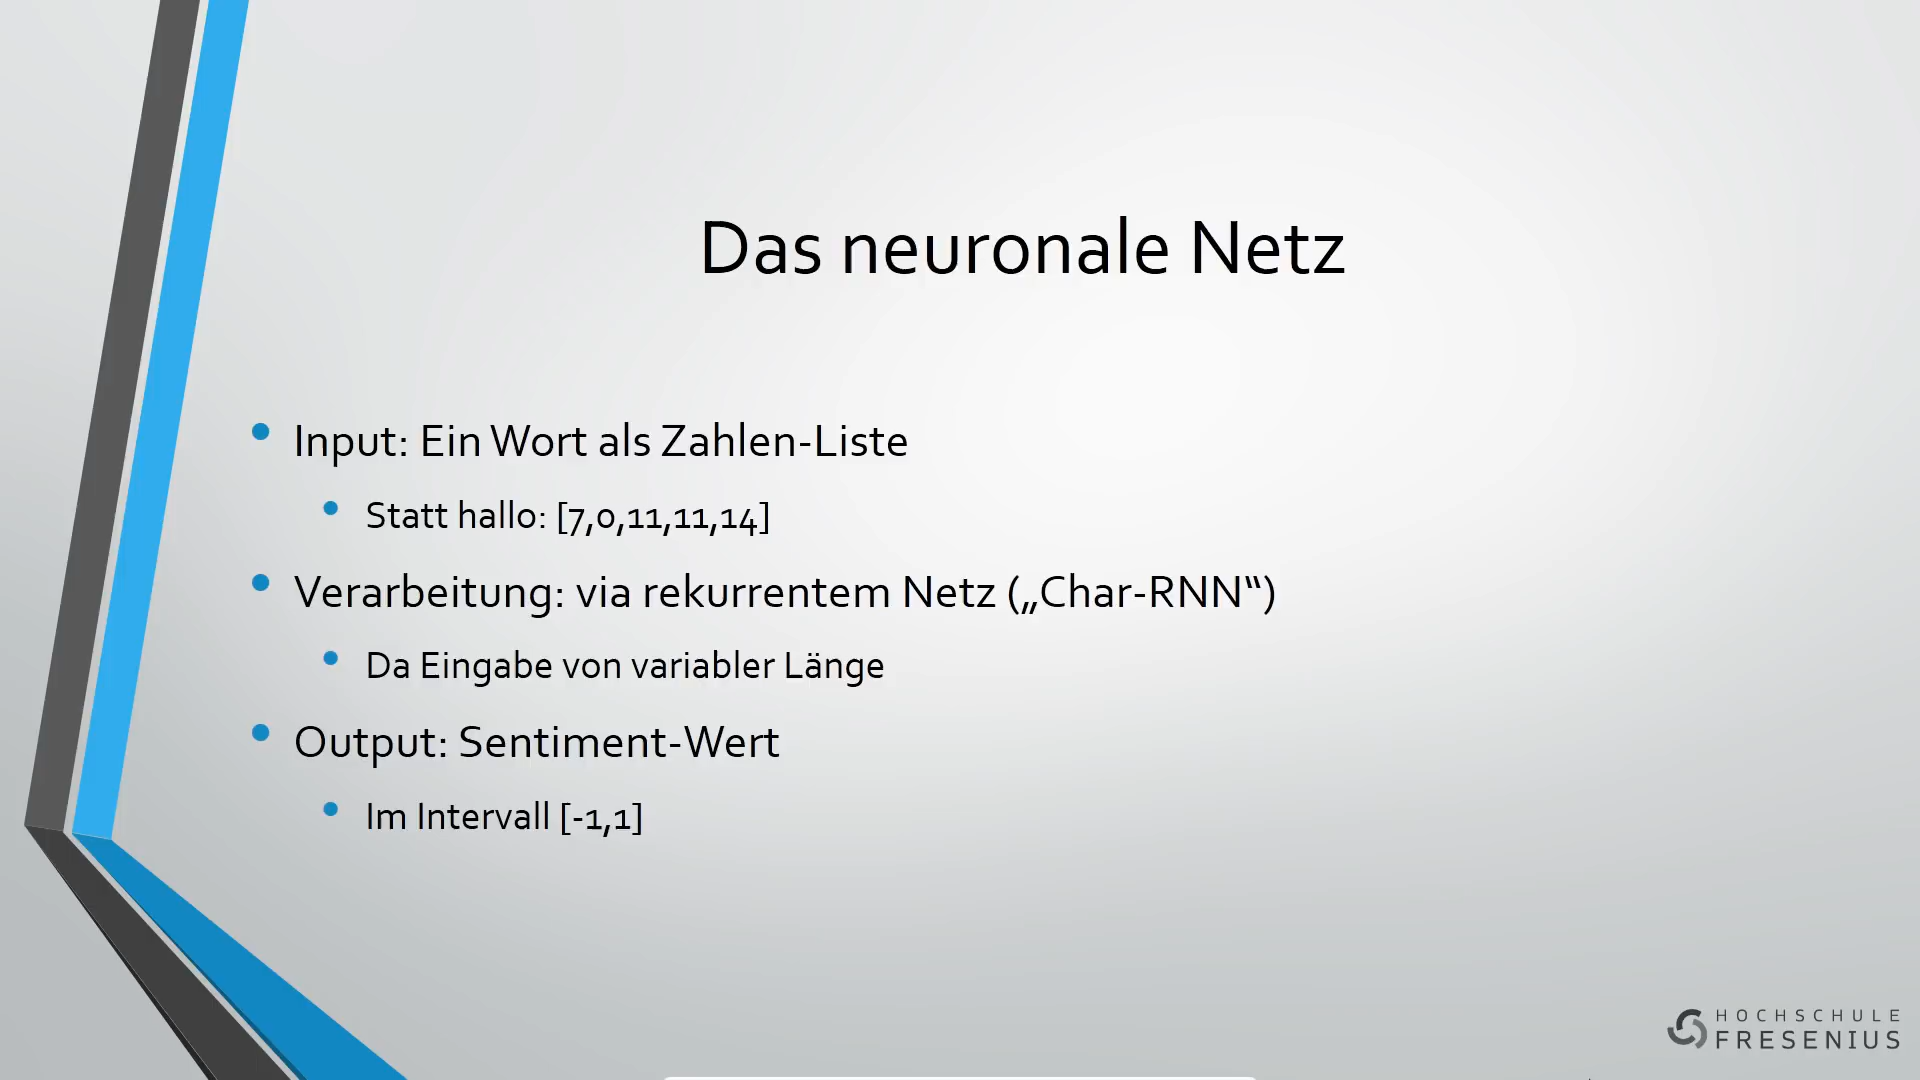 Das neuronale Netz
Input: Ein Wort als Zahlen-Liste
Statt hallo: [7,0,11,11,14]
Verarbeitung: via rekurrentem Netz („Char-RNN“)
Da Eingabe von variabler Länge
Output: Sentiment-Wert
Im Intervall [-1,1]
HOCHSCHULE
FRESENIUS